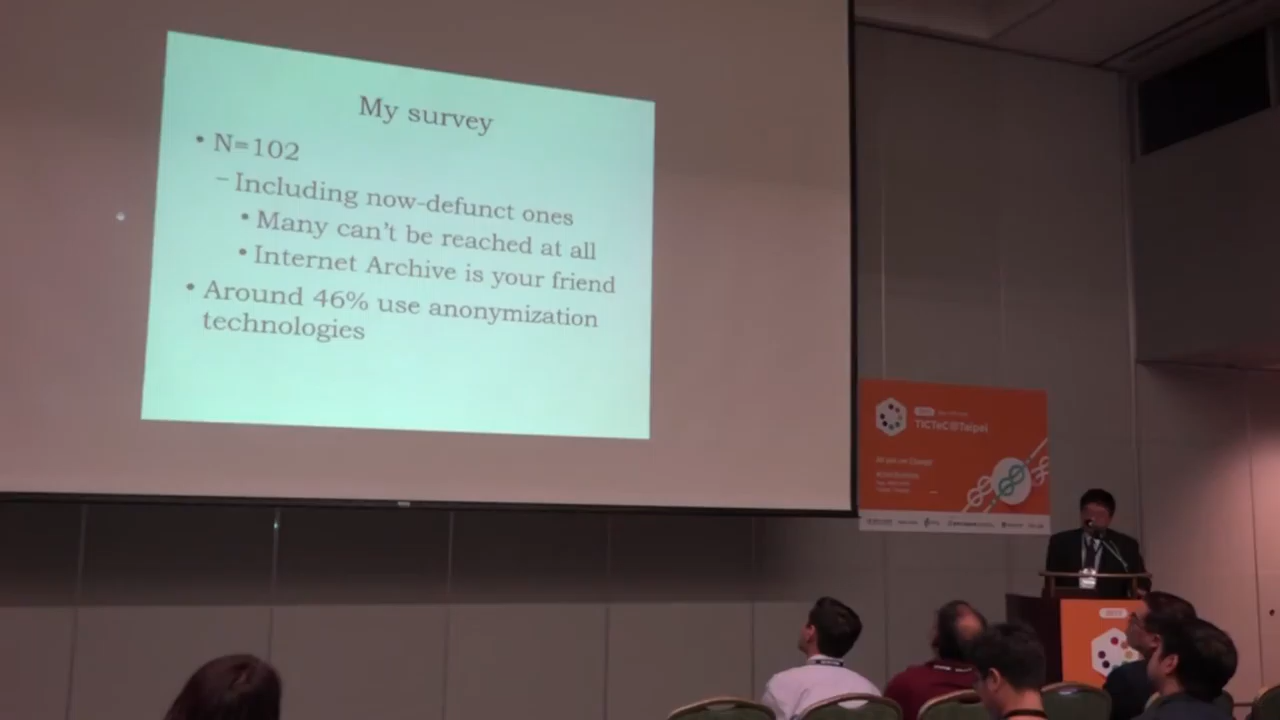 My survey
• N=102
– Including now-defunct ones
• Many can't be reached at all
• Internet Archive is your friend
• Around 46% use anonymization
technologies
TICTeC@Taipei